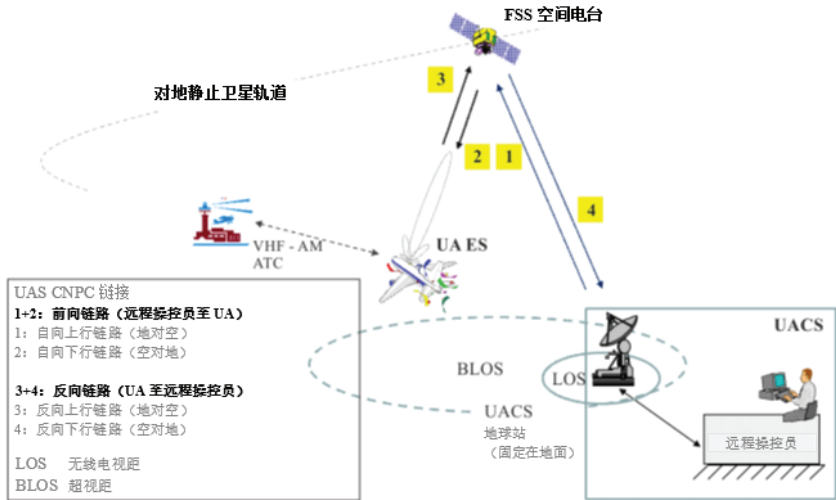 FSS 空间电台
对地静止卫星轨道
3
2
1
4
VHF - AM
ATC
UA ES
UAS CNPC 链接
1+2：前向链路（远程操控员至 UA）
1：自向上行链路（地对空）
2：自向下行链路（空对地）
3+4：反向链路（UA 至远程操控员）
3：反向上行链路（地对空）
4：反向下行链路（空对地）
LOS 无线电视距
BLOS 超视距
BLOS
LOS
UACS
地球站
（固定在地面）
UACS
远程操控员